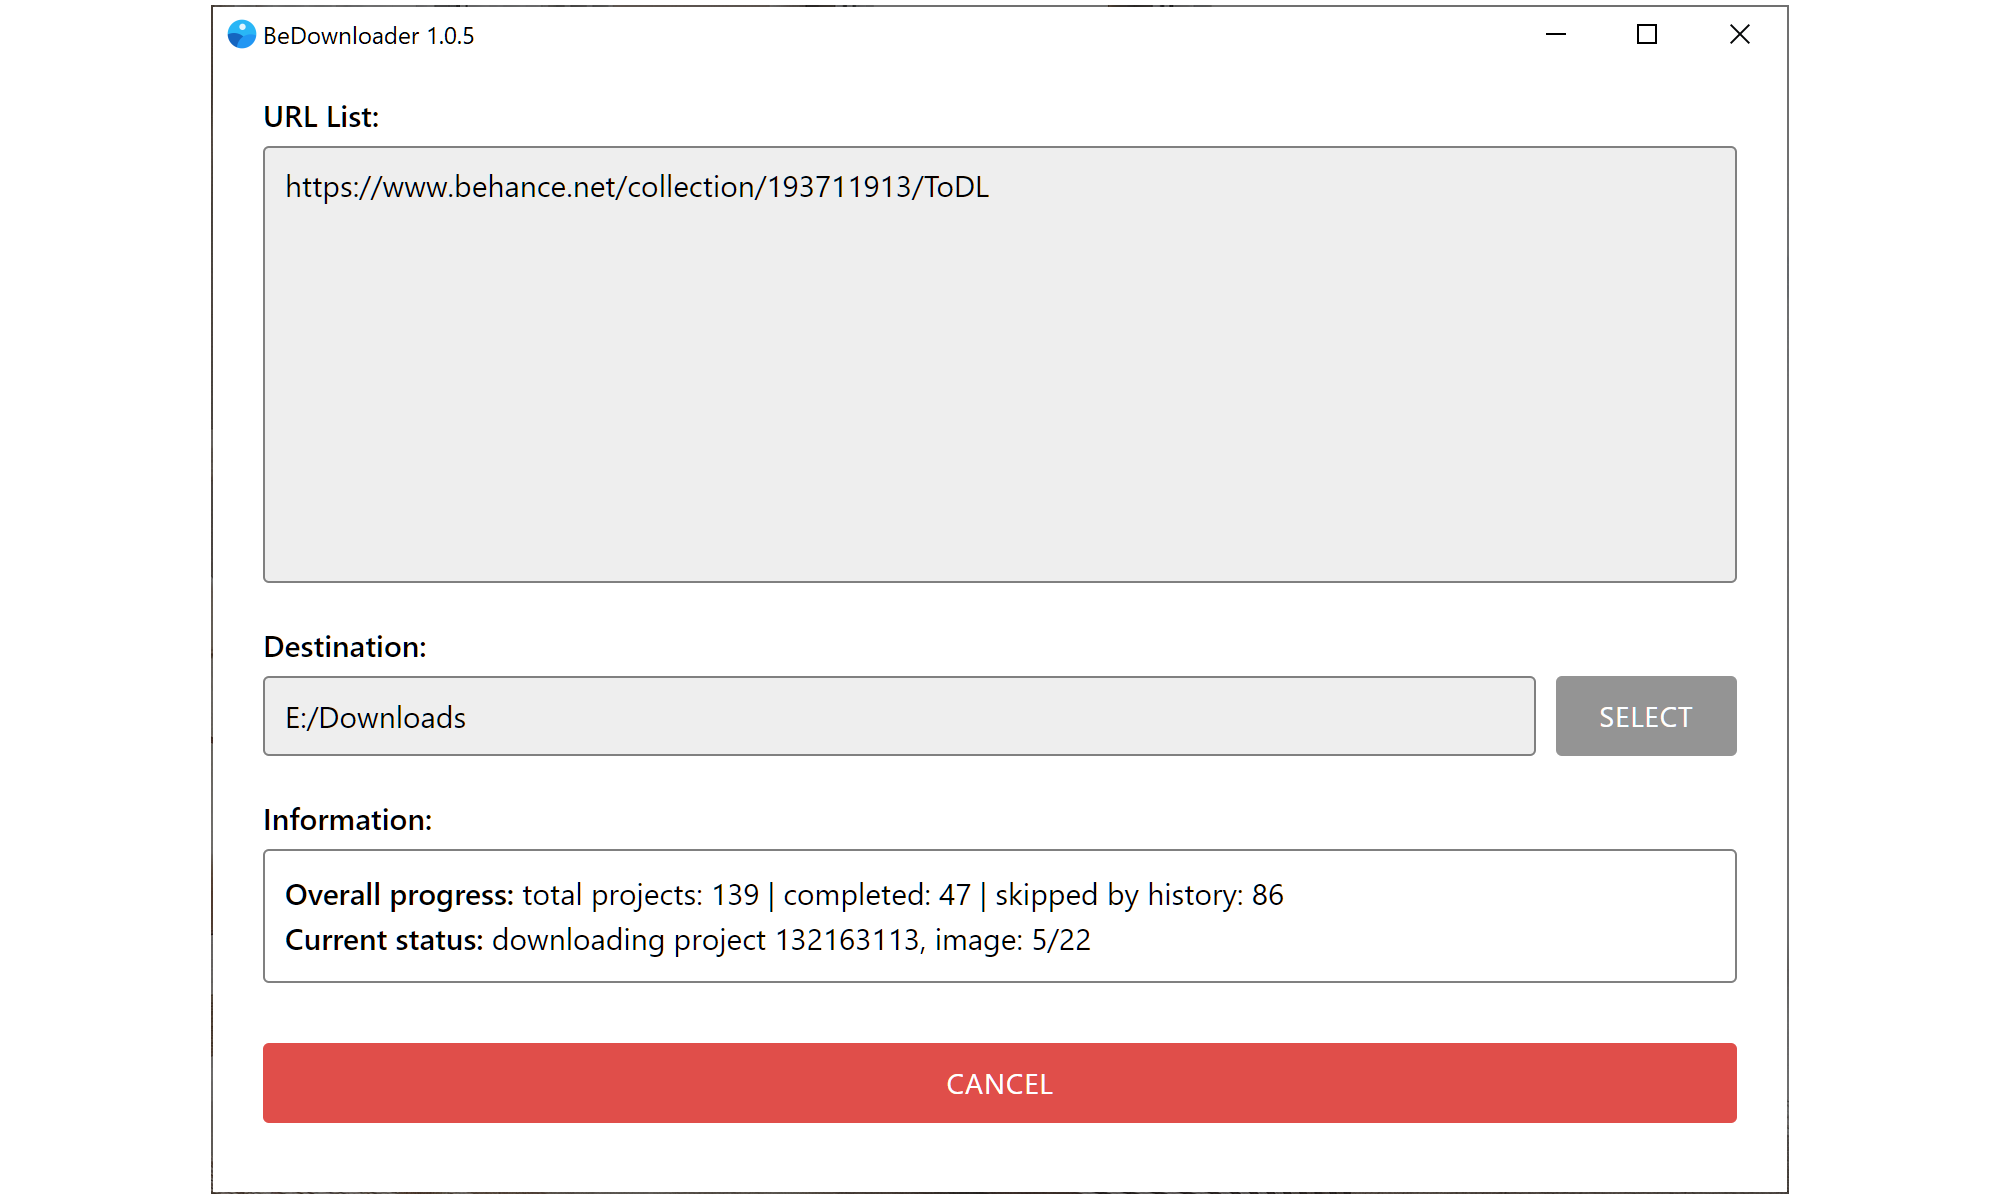 BeDownloader 1.0.5
URL List:
https://www.behance.net/collection/193711913/ToDL
Destination:
E:/Downloads
SELECT
Information:
Overall progress: total projects: 139 | completed: 47 | skipped by history: 86
Current status: downloading project 132163113, image: 5/22
CANCEL